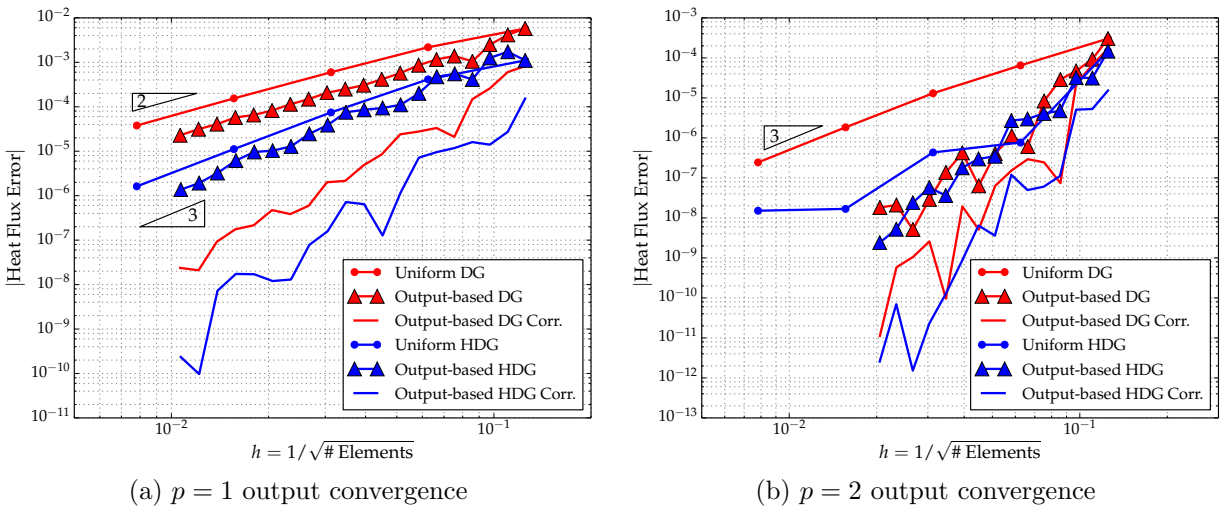 10^{-1}
10^{-2}
10^{-3}
10^{-4}
10^{-5}
10^{-6}
10^{-7}
10^{-8}
10^{-9}
10^{-10}
10^{-11}
|Heat Flux Error|
2
3
Uniform DG
Output-based DG
Output-based DG Corr.
Uniform HDG
Output-based HDG
Output-based HDG Corr.
10^{-2}
10^{-1}
h = 1/√# Elements
(a) p = 1 output convergence
10^{-3}
10^{-4}
10^{-5}
10^{-6}
10^{-7}
10^{-8}
10^{-9}
10^{-10}
10^{-11}
10^{-12}
10^{-13}
|Heat Flux Error|
3
Uniform DG
Output-based DG
Output-based DG Corr.
Uniform HDG
Output-based HDG
Output-based HDG Corr.
10^{-2}
10^{-1}
h = 1/√# Elements
(b) p = 2 output convergence